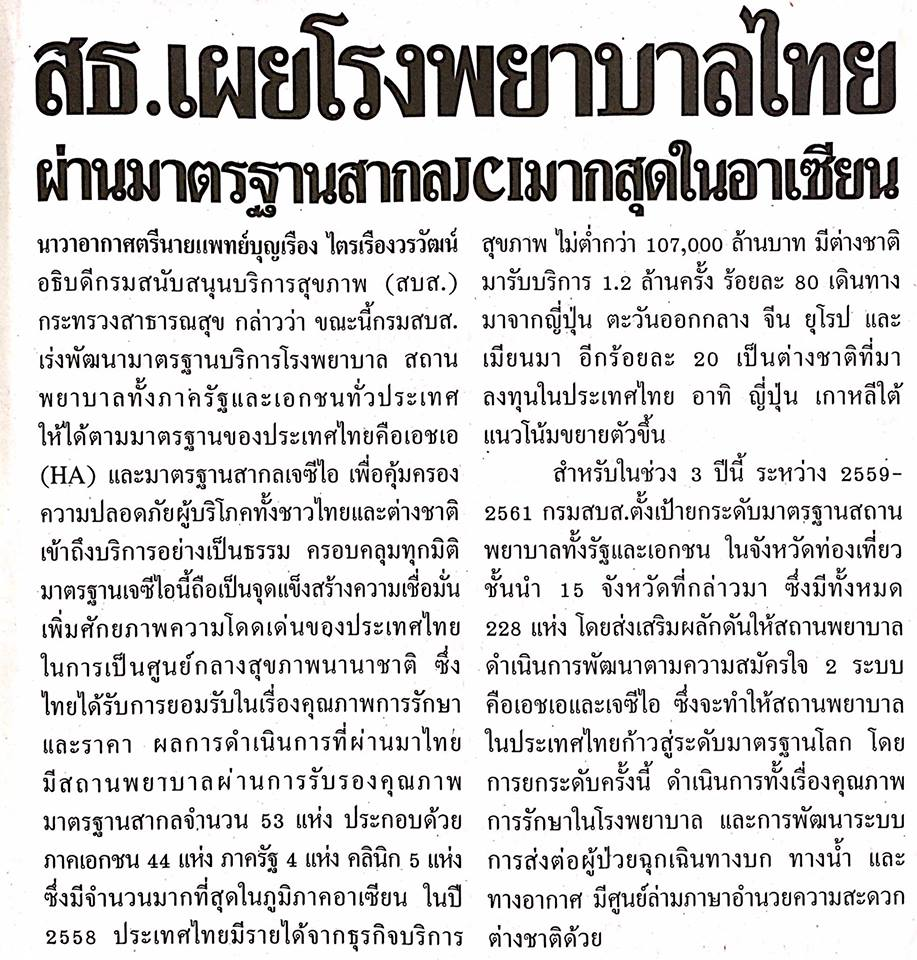 สธ.เผยโรงพยาบาลไทย
ผ่านมาตรฐานสากลJCIมากสุดในอาเซียน
นาวาอากาศตรีนายแพทย์บุญเรือง ไตรเรืองวรวัฒน์
อธิบดีกรมสนับสนุนบริการสุขภาพ (สบส.)
กระทรวงสาธารณสุข กล่าวว่า ขณะนี้กรมสบส.
เร่งพัฒนามาตรฐานบริการโรงพยาบาล สถาน
พยาบาลทั้งภาครัฐและเอกชนทั่วประเทศ
ให้ได้ตามมาตรฐานของประเทศไทยคือเอชเอ
(HA) และมาตรฐานสากลเจซีไอ เพื่อคุ้มครอง
ความปลอดภัยผู้บริโภคทั้งชาวไทยและต่างชาติ
เข้าถึงบริการอย่างเป็นธรรม ครอบคลุมทุกมิติ
มาตรฐานเจซีไอนี้ถือเป็นจุดแข็งสร้างความเชื่อมั่น
เพิ่มศักยภาพความโดดเด่นของประเทศไทย
ในการเป็นศูนย์กลางสุขภาพนานาชาติ ซึ่ง
ไทยได้รับการยอมรับในเรื่องคุณภาพการรักษา
และราคา ผลการดำเนินการที่ผ่านมาไทย
มีสถานพยาบาลผ่านการรับรองคุณภาพ
มาตรฐานสากลจำนวน 53 แห่ง ประกอบด้วย
ภาคเอกชน 44 แห่ง ภาครัฐ 4 แห่ง คลินิก 5 แห่ง
ซึ่งมีจำนวนมากที่สุดในภูมิภาคอาเซียน ในปี
2558 ประเทศไทยมีรายได้จากธุรกิจบริการ
สุขภาพ ไม่ต่ำกว่า 107,000 ล้านบาท มีต่างชาติ
มารับบริการ 1.2 ล้านครั้ง ร้อยละ 80 เดินทาง
มาจากญี่ปุ่น ตะวันออกกลาง จีน ยุโรป และ
เมียนมา อีกร้อยละ 20 เป็นต่างชาติที่มา
ลงทุนในประเทศไทย อาทิ ญี่ปุ่น เกาหลีใต้
แนวโน้มขยายตัวขึ้น
สำหรับในช่วง 3 ปีนี้ ระหว่าง 2559-
2561 กรมสบส.ตั้งเป้ายกระดับมาตรฐานสถาน
พยาบาลทั้งรัฐและเอกชน ในจังหวัดท่องเที่ยว
ชั้นนำ 15 จังหวัดที่กล่าวมา ซึ่งมีทั้งหมด
228 แห่ง โดยส่งเสริมผลักดันให้สถานพยาบาล
ดำเนินการพัฒนาตามความสมัครใจ 2 ระบบ
คือเอชเอและเจซีไอ ซึ่งจะทำให้สถานพยาบาล
ในประเทศไทยก้าวสู่ระดับมาตรฐานโลก โดย
การยกระดับครั้งนี้ ดำเนินการทั้งเรื่องคุณภาพ
การรักษาในโรงพยาบาล และการพัฒนาระบบ
การส่งต่อผู้ป่วยฉุกเฉินทางบก ทางน้ำ และ
ทางอากาศ มีศูนย์ล่ามภาษาอำนวยความสะดวก
ต่างชาติด้วย